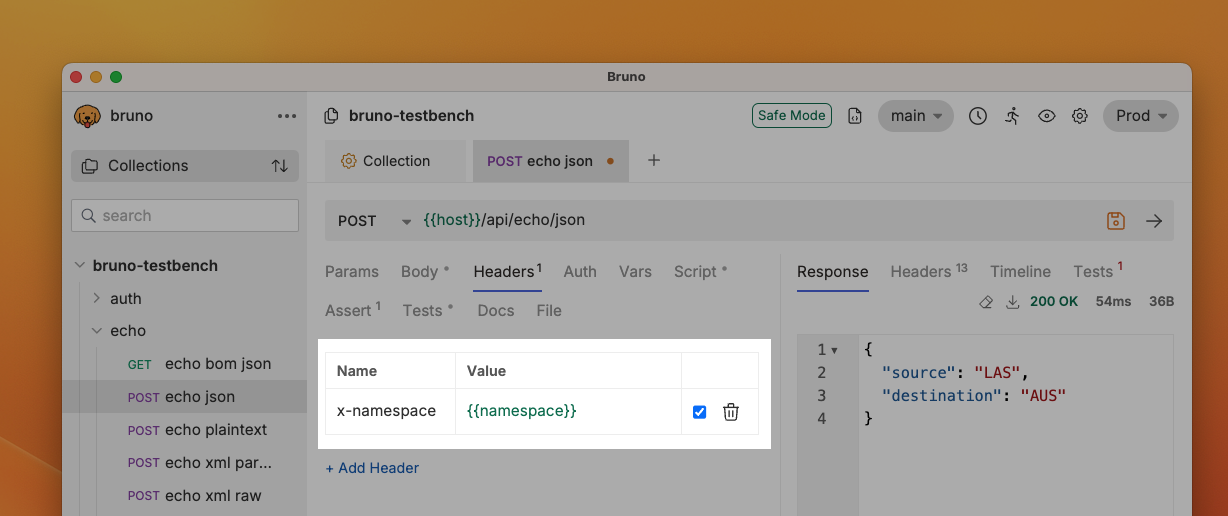 Bruno
bruno
bruno-testbench
Safe Mode
main
Prod
Collections
Collection
POST echo json
search
POST
{{host}}/api/echo/json
bruno-testbench
auth
echo
GET echo bom json
POST echo json
POST echo plaintext
POST echo xml par...
POST echo xml raw
Params Body Headers 1 Auth Vars Script
Assert 1 Tests Docs File
Name Value
x-namespace {{namespace}}
+ Add Header
Response Headers 13 Timeline Tests 1
200 OK 54ms 36B
1 {
2 "source": "LAS",
3 "destination": "AUS"
4 }